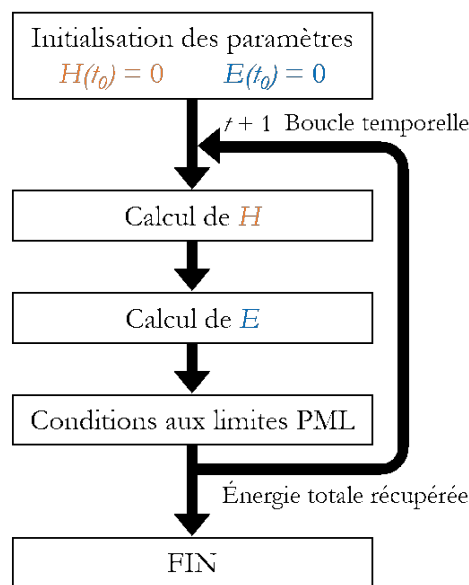 Initialisation des paramètres
H(t₀) = 0 E(t₀) = 0
t + 1 Boucle temporelle
Calcul de H
Calcul de E
Conditions aux limites PML
Énergie totale récupérée
FIN